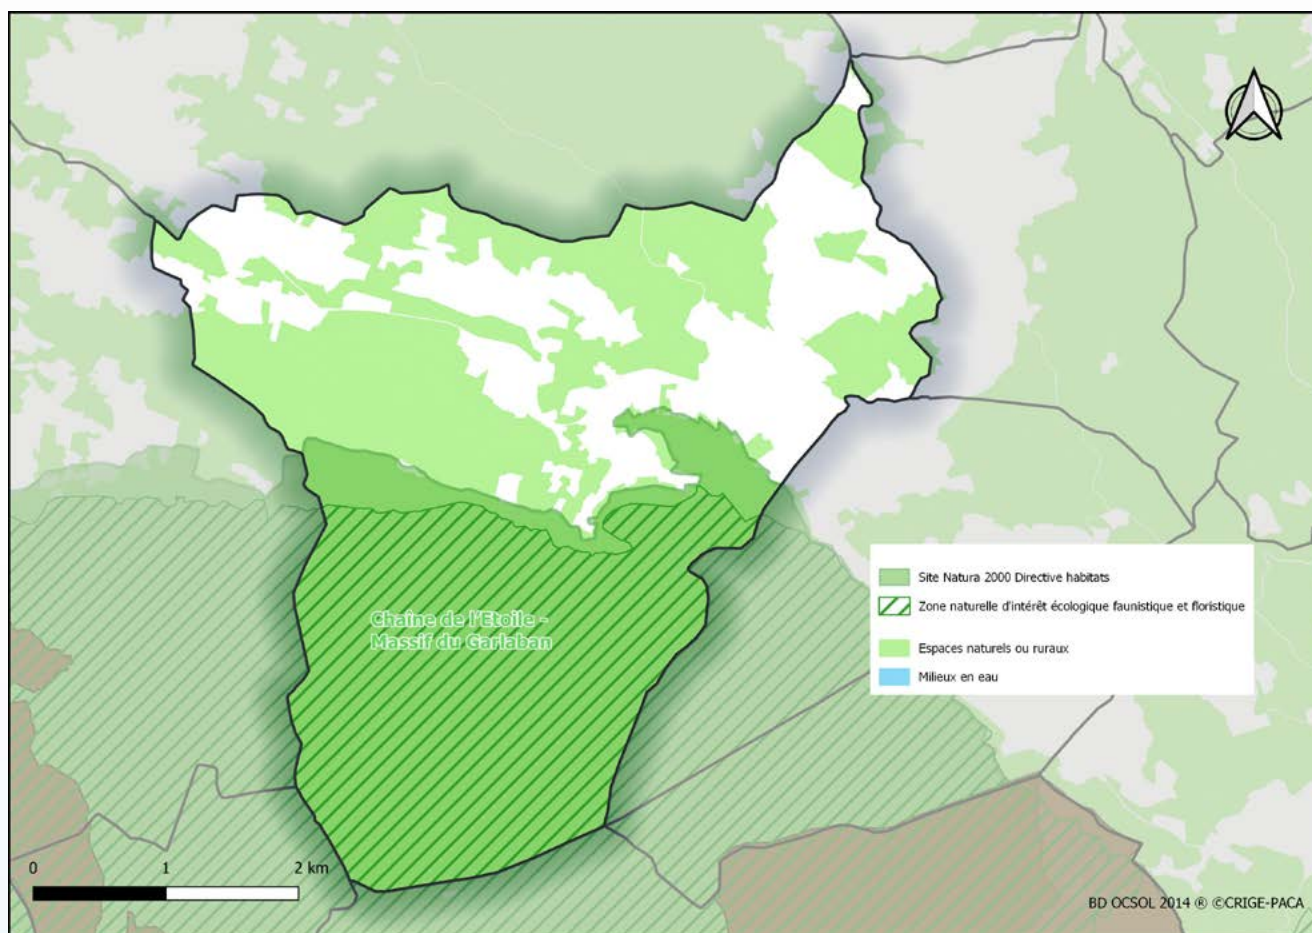 Site Natura 2000 Directive habitats
Zone naturelle d'intérêt écologique faunistique et floristique
Chaîne de l'Etoile -
Massif du Garlaban
Espaces naturels ou ruraux
Milieux en eau
0 1 2 km
BD OCSOL 2014 ® ©CRIGE-PACA